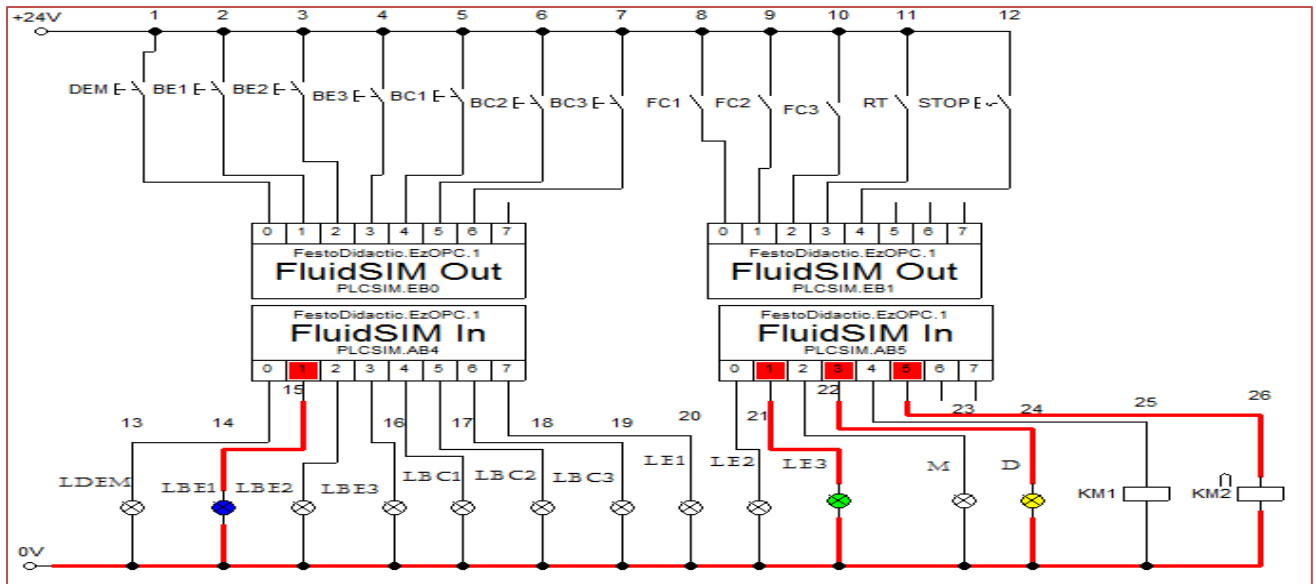 +24V 1 2 3 4 5 6 7 8 9 10 11 12
DEM BE1 BE2 BE3 BC1 BC2 BC3 FC1 FC2 FC3 RT STOP
0 1 2 3 4 5 6 7 0 1 2 3 4 5 6 7
FestoDidactic.EzOPC.1 FestoDidactic.EzOPC.1
FluidSIM Out FluidSIM Out
PLCSIM.EB0 PLCSIM.EB1
FestoDidactic.EzOPC.1 FestoDidactic.EzOPC.1
FluidSIM In FluidSIM In
PLCSIM.AB4 PLCSIM.AB5
0 1 2 3 4 5 6 7 0 1 2 3 4 5 6 7
13 14 15 16 17 18 19 20 21 22 23 24 25 26
LDEM LBE1 LBE2 LBE3 LBC1 LBC2 LBC3 LE1 LE2 LE3 M D KM1 KM2
0V